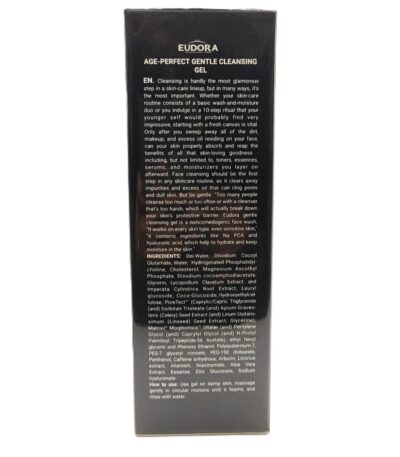 EUDORA
AGE-PERFECT GENTLE CLEANSING
GEL
EN. Cleansing is hardly the most glamorous
step in a skin-care lineup, but in many ways, it's
the most important. Whether your skin-care
routine consists of a basic wash-and-moisture
duo or you indulge in a 10-step ritual that your
younger self would probably find very
impressive, starting with a fresh canvas is vital.
Only after you sweep away all of the dirt,
makeup, and excess oil residing on your face,
can your skin properly absorb and reap the
benefits of all that skin-loving goodness
including, but not limited to, toners, essences,
serums, and moisturizers you layer on
afterward. Face cleansing should be the first
step in any skincare routine, as it clears away
impurities and excess oil that can clog pores
and dull skin. But be gentle. "Too many people
cleanse too much or too often or with a cleanser
that's too harsh, which will actually break down
your skin's protective barrier. Eudora gentle
cleansing gel is a noncomedogenic face wash.
"It works on every skin type, even sensitive skin;"
"it contains ingredients like Na PCA and
hyaluronic acid, which help to hydrate and keep
moisture in the skin."
INGREDIENTS: Dei.Water, Disodium Cocoyl
Glutamate, Water, Hydrogenated Phosphatidyl-
choline, Cholesterol, Magnesium Ascorbyl
Phosphate, Disodium cocoamphodiacetate,
Glycerin, Lycopodium Clavatum Extract, and
Imperata Cylindrica Root Extract, Lauryl
glucoside, Coco-Glucoside, Hydroxyethylcel
lulose, PoreTect™ (Caprylic/Capric Triglyceride
(and) Sorbitan Trioleate (and) Apium Graveo-
lens (Celery) Seed Extract (and) Linum Usitatis-
simum (Linseed) Seed Extract), Glycetine),
Matrix™ Morphomics™ (Water (and) Pentylene
Glycol (and) Caprylyl Glycol (and) N-Prolyl
Palmitoyl Tripeptide-56 Acetate), ethyl hexyl
glycerin and Phenoxy Ethanol, Polyquaternium-7,
PEG-7 glyceryl cocoate, PEG-150 distearate,
Panthenol, Caffeine anhydrous, Arbutin, Licorice
extract, Allantoin, Niacinamide, Aloe Vera
Extract, Essense, Zinc Gluconate, Sodium
hyaluronate.
How to use: Use gel on damp skin, massage
gently in circular motions until it foams, and
rinse with water.